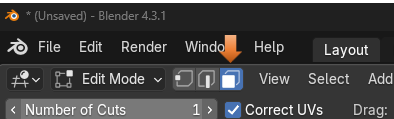 * (Unsaved) - Blender 4.3.1
File Edit Render Window Help Layout
Edit Mode View Select Add
Number of Cuts 1 Correct UVs Drag: